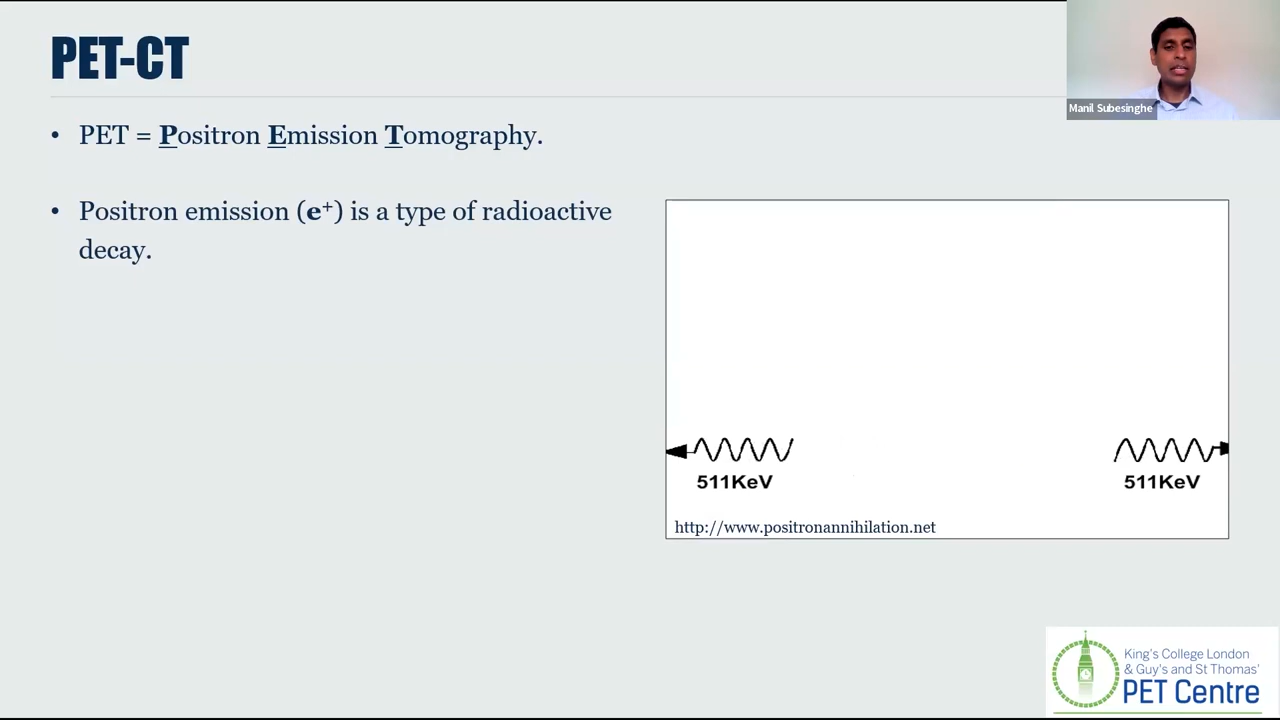 PET-CT
Manil Subesinghe
• PET = Positron Emission Tomography.
• Positron emission (e⁺) is a type of radioactive
decay.
511KeV
511KeV
http://www.positronannihilation.net
King's College London
& Guy's and St Thomas'
PET Centre